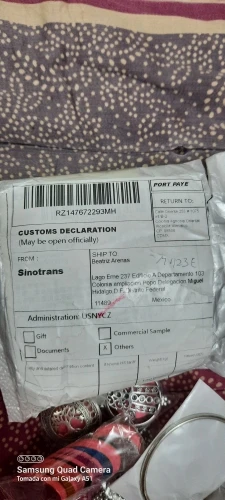 PORT PAYE
RZ147672293MH
RETURN TO:
CUSTOMS DECLARATION
(May be open officially)
FROM :
SHIP TO
Beatriz Arenas
Sinotrans
Lago Erne 237 Edificio A Departamento 103
Colonia ampliacion Popo Delegacion Miguel
Hidalgo D.F. Distrito Federal
11489 Mexico
Administration: USNYCZ
Gift
Commercial Sample
Documents
A Others
Samsung Quad Camera
Tomada con mi Galaxy A51